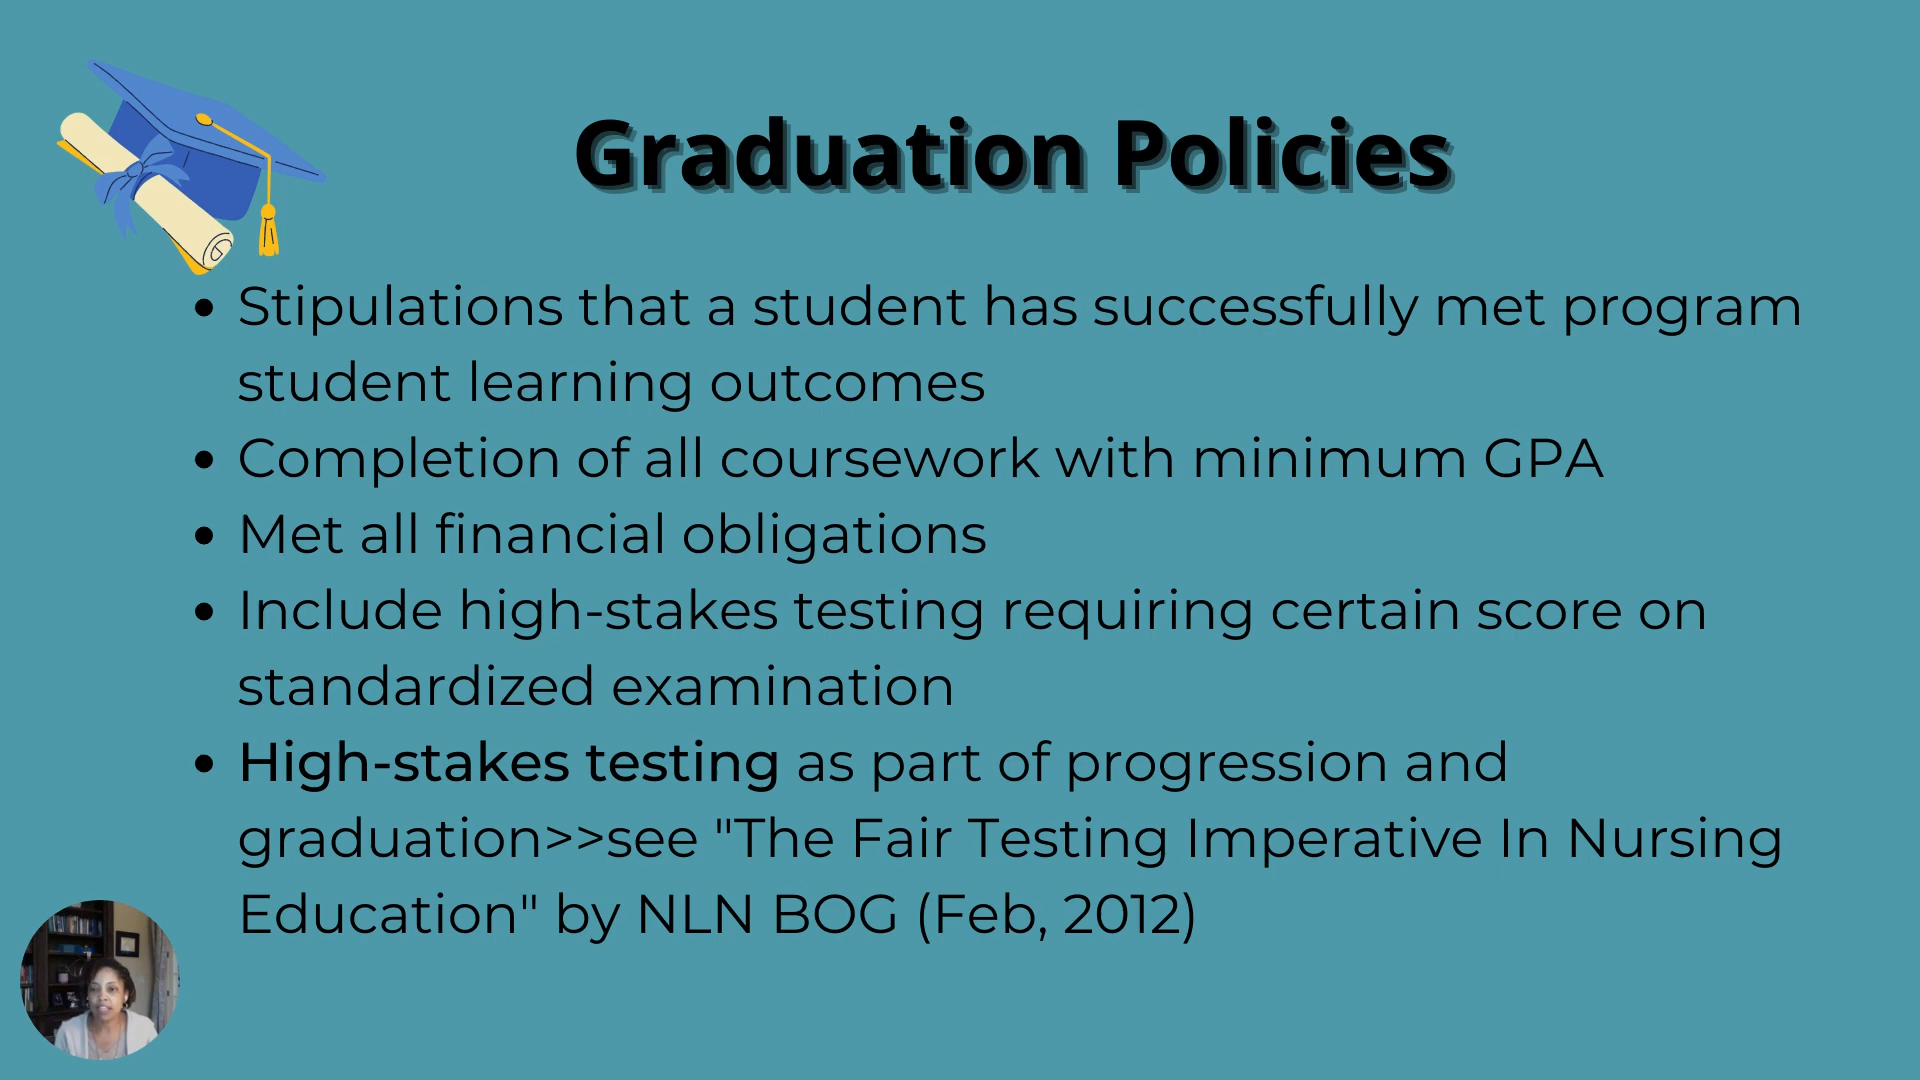 Graduation Policies
• Stipulations that a student has successfully met program
student learning outcomes
• Completion of all coursework with minimum GPA
• Met all financial obligations
• Include high-stakes testing requiring certain score on
standardized examination
• High-stakes testing as part of progression and
graduation>>see "The Fair Testing Imperative In Nursing
Education" by NLN BOG (Feb, 2012)